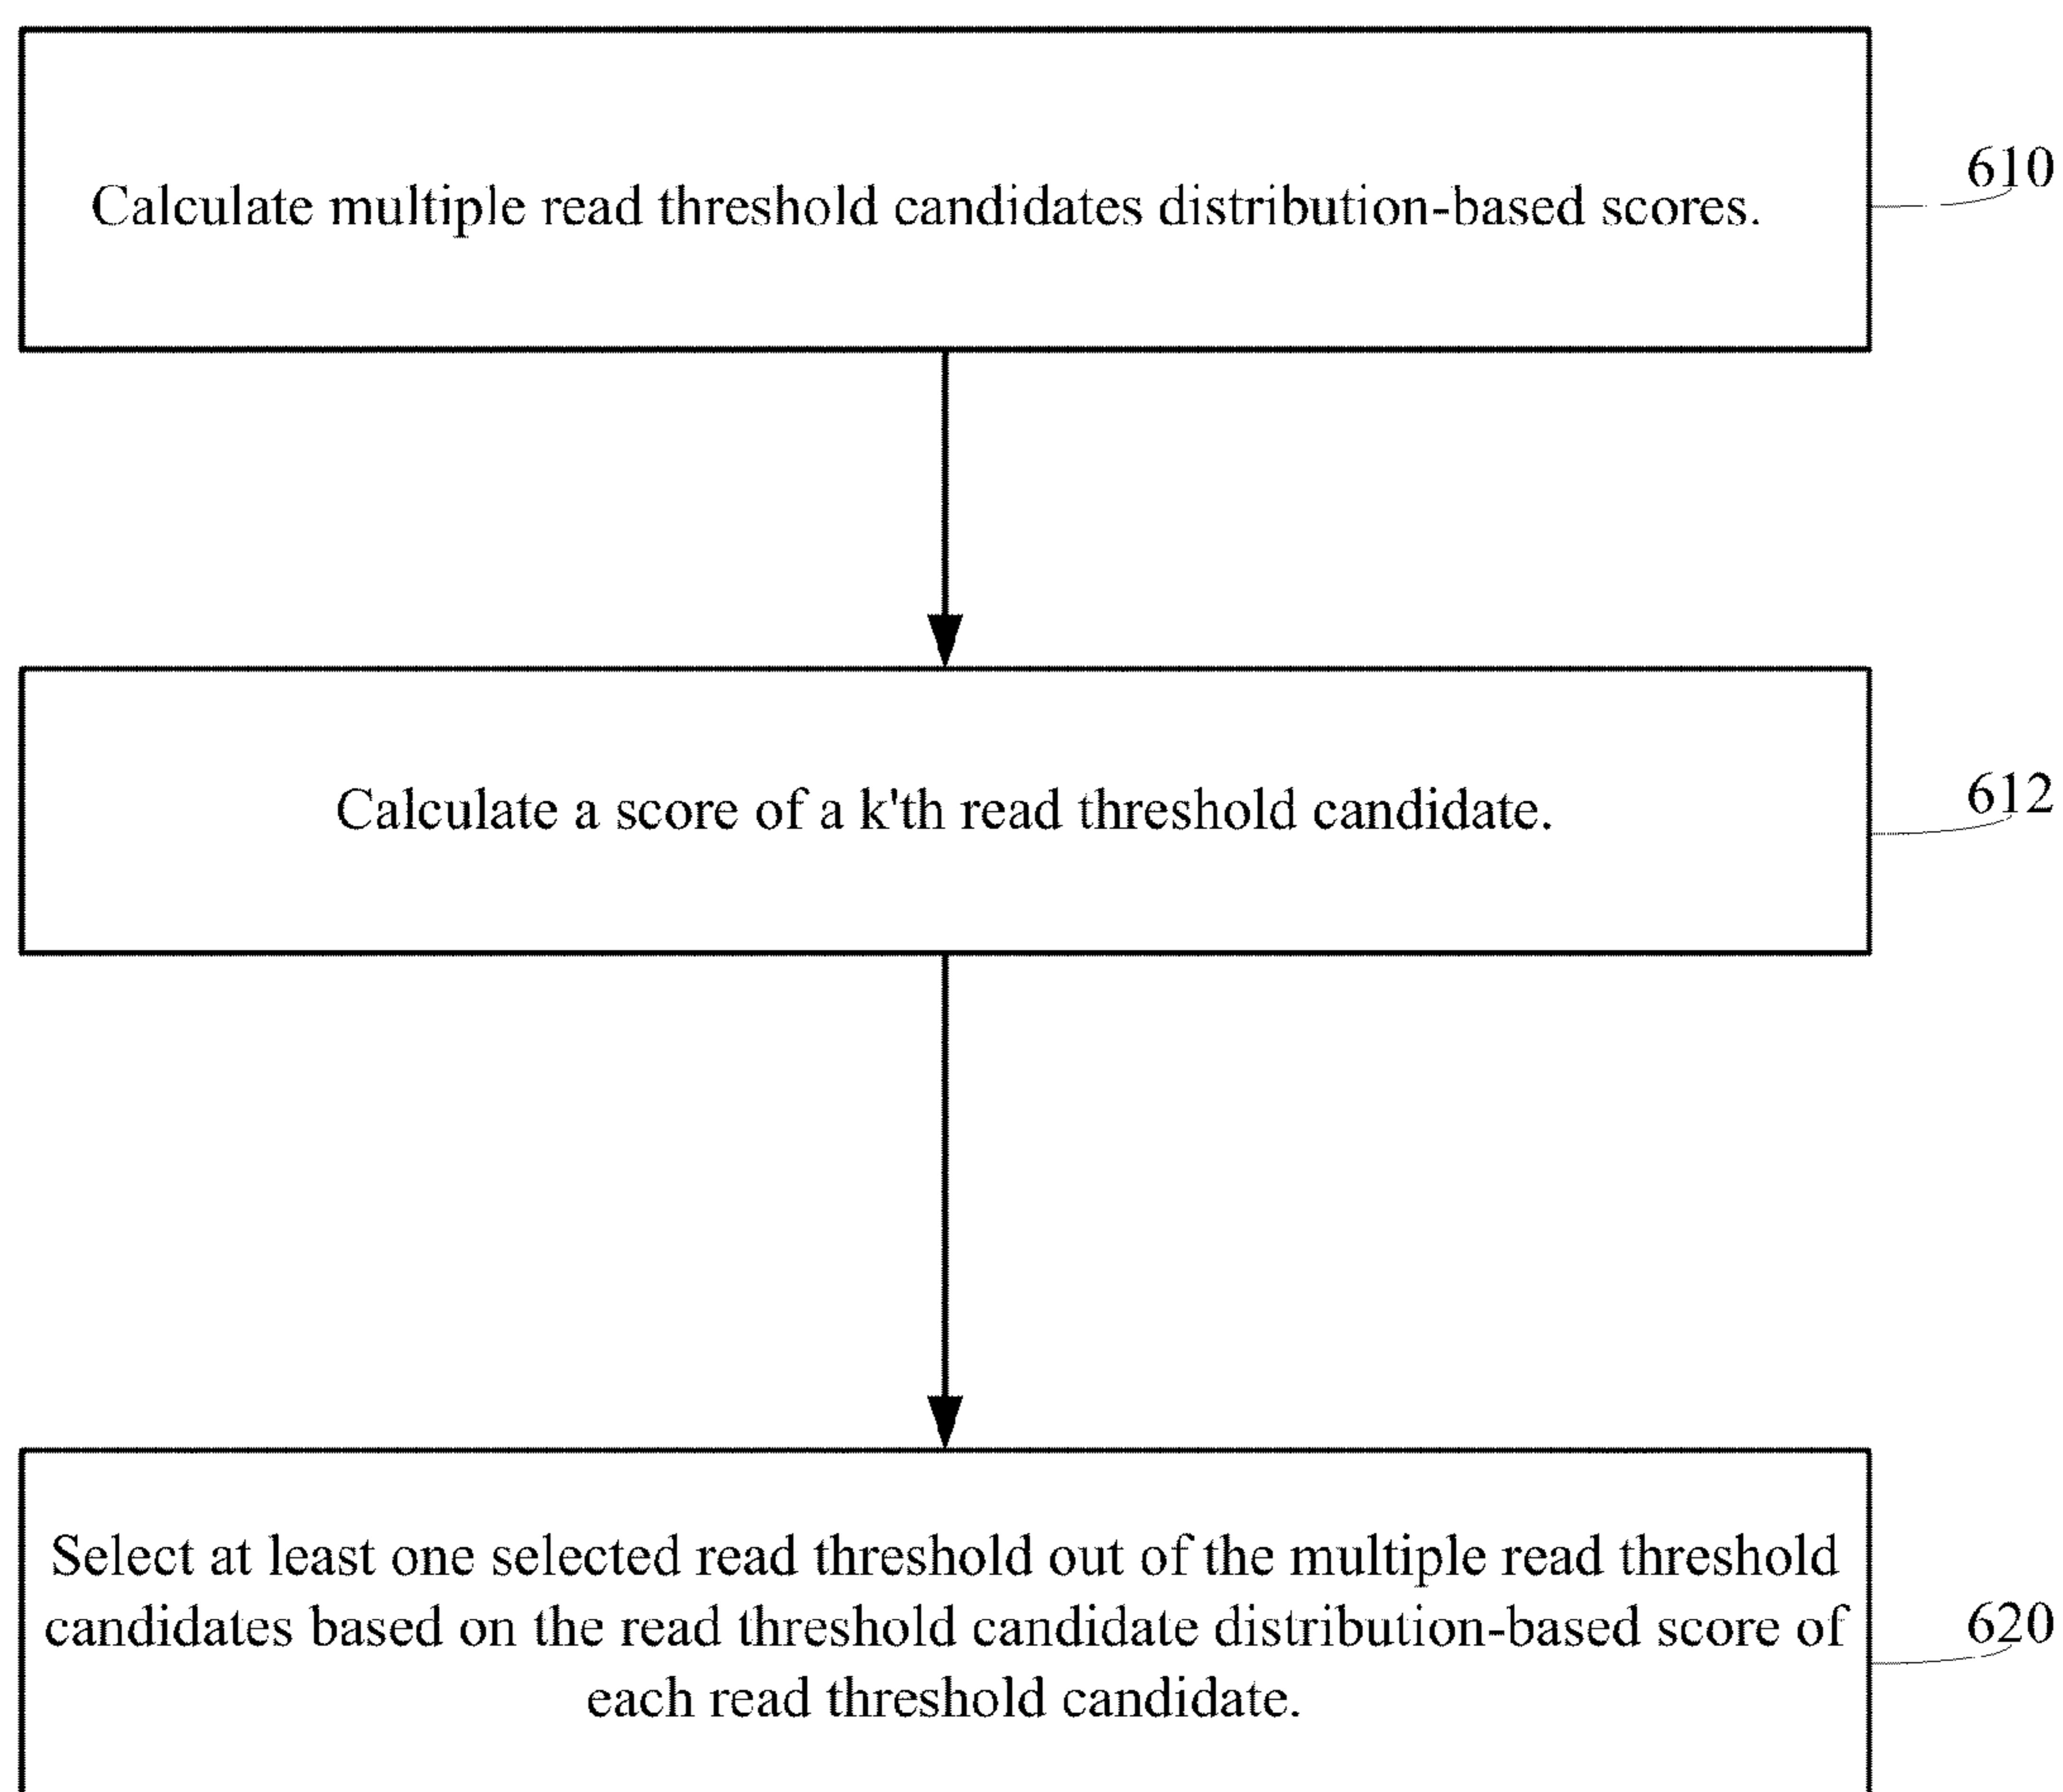 Calculate multiple read threshold candidates distribution-based scores.
610
Calculate a score of a k'th read threshold candidate.
612
Select at least one selected read threshold out of the multiple read threshold
candidates based on the read threshold candidate distribution-based score of
each read threshold candidate.
620